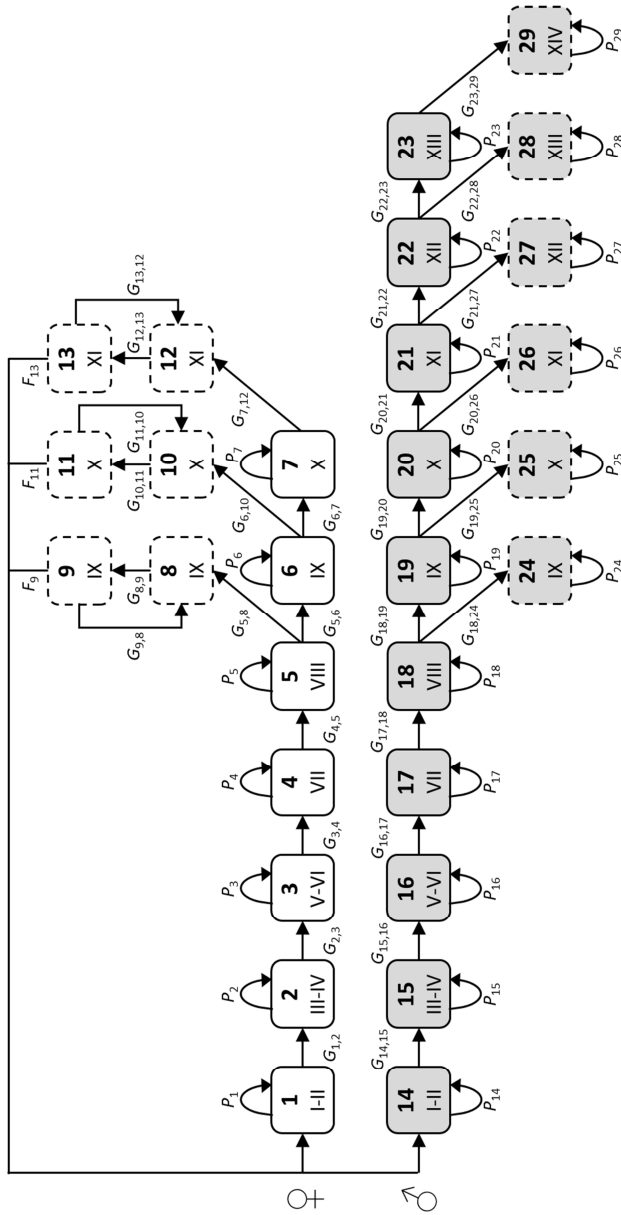 F9
F11
F13
9
IX
11
X
13
XI
G9,8
G8,9
G10,11
G11,10
G12,13
G13,12
8
IX
10
X
12
XI
G5,8
G6,10
G7,12
P1
P2
P3
P4
P5
P6
P7
♀
1
I-II
2
III-IV
3
V-VI
4
VII
5
VIII
6
IX
7
X
G1,2
G2,3
G3,4
G4,5
G5,6
G6,7
G14,15
G15,16
G16,17
G17,18
G18,19
G19,20
G20,21
G21,22
G22,23
♂
14
I-II
15
III-IV
16
V-VI
17
VII
18
VIII
19
IX
20
X
21
XI
22
XII
23
XIII
P14
P15
P16
P17
P18
P19
P20
P21
P22
P23
G18,24
G19,25
G20,26
G21,27
G22,28
G23,29
24
IX
25
X
26
XI
27
XII
28
XIII
29
XIV
P24
P25
P26
P27
P28
P29